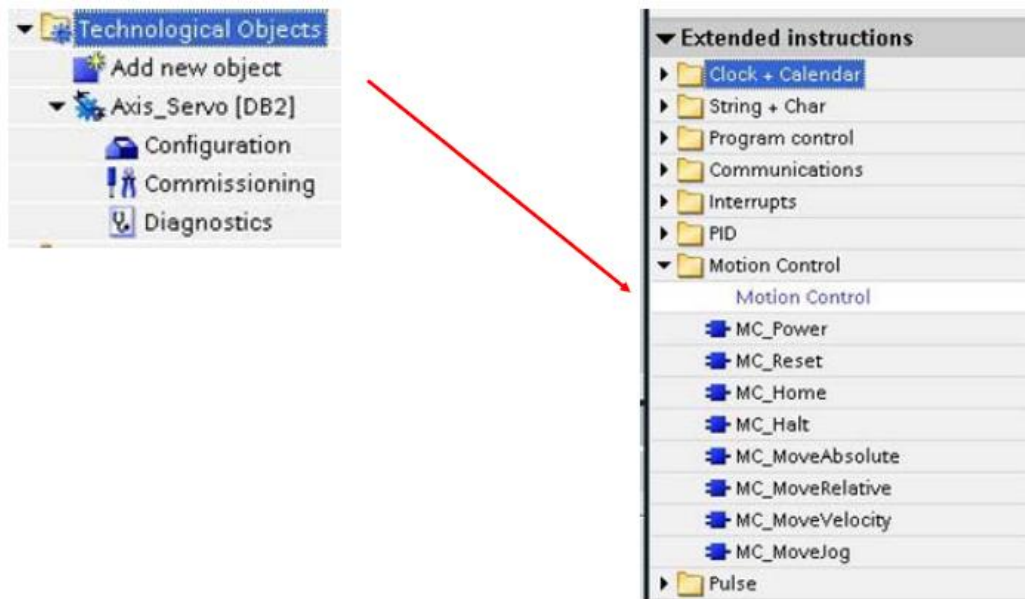 Technological Objects
Add new object
Axis_Servo [DB2]
Configuration
Commissioning
Diagnostics
Extended instructions
Clock + Calendar
String + Char
Program control
Communications
Interrupts
PID
Motion Control
Motion Control
MC_Power
MC_Reset
MC_Home
MC_Halt
MC_MoveAbsolute
MC_MoveRelative
MC_MoveVelocity
MC_MoveJog
Pulse